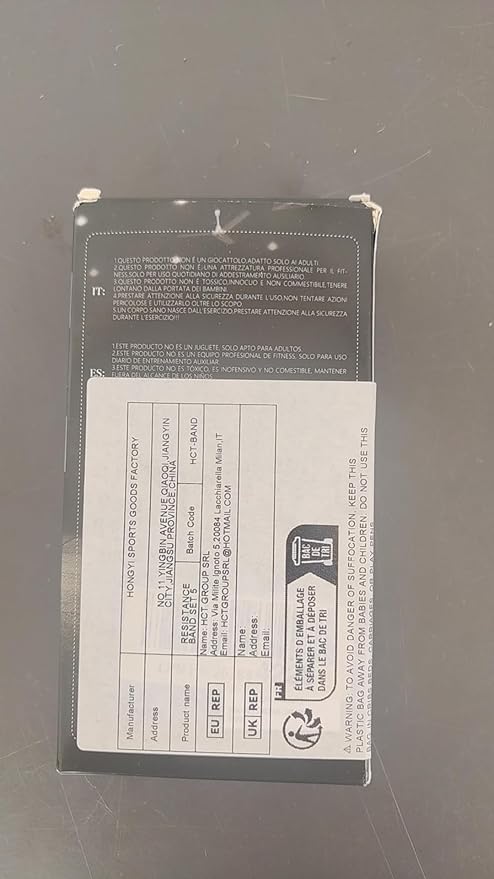 IT:
1.QUESTO PRODOTTO NON È UN GIOCATTOLO,ADATTO SOLO AI ADULTI.
2.QUESTO PRODOTTO NON È UNA ATTREZZATURA PROFESSIONALE PER IL FIT-
NESS,SOLO PER USO QUOTIDIANO DI ADDESTRAMENTO AUSILIARIO.
3.QUESTO PRODOTTO NON È TOSSICO,INNOCUO E NON COMMESTIBILE,TENERE
LONTANO DALLA PORTATA DEI BAMBINI.
4.PRESTARE ATTENZIONE ALLA SICUREZZA DURANTE L'USO,NON TENTARE AZIONI
PERICOLOSE E UTILIZZARLO OLTRE LO SCOPO.
5.UN CORPO SANO NASCE DALL'ESERCIZIO,PRESTARE ATTENZIONE ALLA SICUREZZA
DURANTE L'ESERCIZIO!!!
ES:
1.ESTE PRODUCTO NO ES UN JUGUETE, SOLO APTO PARA ADULTOS.
2.ESTE PRODUCTO NO ES UN EQUIPO PROFESIONAL DE FITNESS, SOLO PARA USO
DIARIO DE ENTRENAMIENTO AUXILIAR.
3.ESTE PRODUCTO NO ES TÓXICO, ES INOFENSIVO Y NO COMESTIBLE, MANTENER
FUERA DEL ALCANCE DE LOS NIÑOS.
Manufacturer HONGYI SPORTS GOODS FACTORY
Address NO.11 YINGBIN AVENUE,QIAOQI,JIANGYIN
CITY,JIANGSU PROVINCE,CHINA
Product name RESISTANCE BAND SET 5 Batch Code HCT-BAND
EU REP Name: HCT GROUP SRL
Address: Via Milite Ignoto 5,20084 Lacchiarella Milan,IT
Email: HCTGROUPSRL@HOTMAIL.COM
UK REP Name:
Address:
Email:
FR
ÉLÉMENTS D'EMBALLAGE
À SÉPARER ET À DÉPOSER
DANS LE BAC DE TRI
BAC
DE
TRI
WARNING: TO AVOID DANGER OF SUFFOCATION, KEEP THIS
PLASTIC BAG AWAY FROM BABIES AND CHILDREN. DO NOT USE THIS